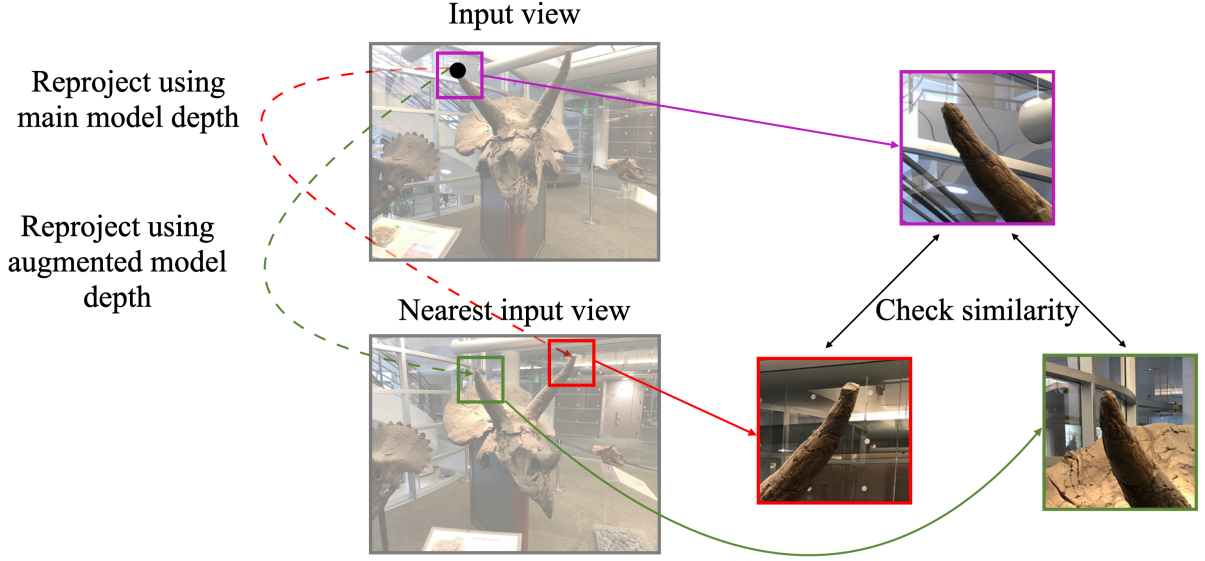 Input view
Reproject using
main model depth
Reproject using
augmented model
depth
Nearest input view
Check similarity